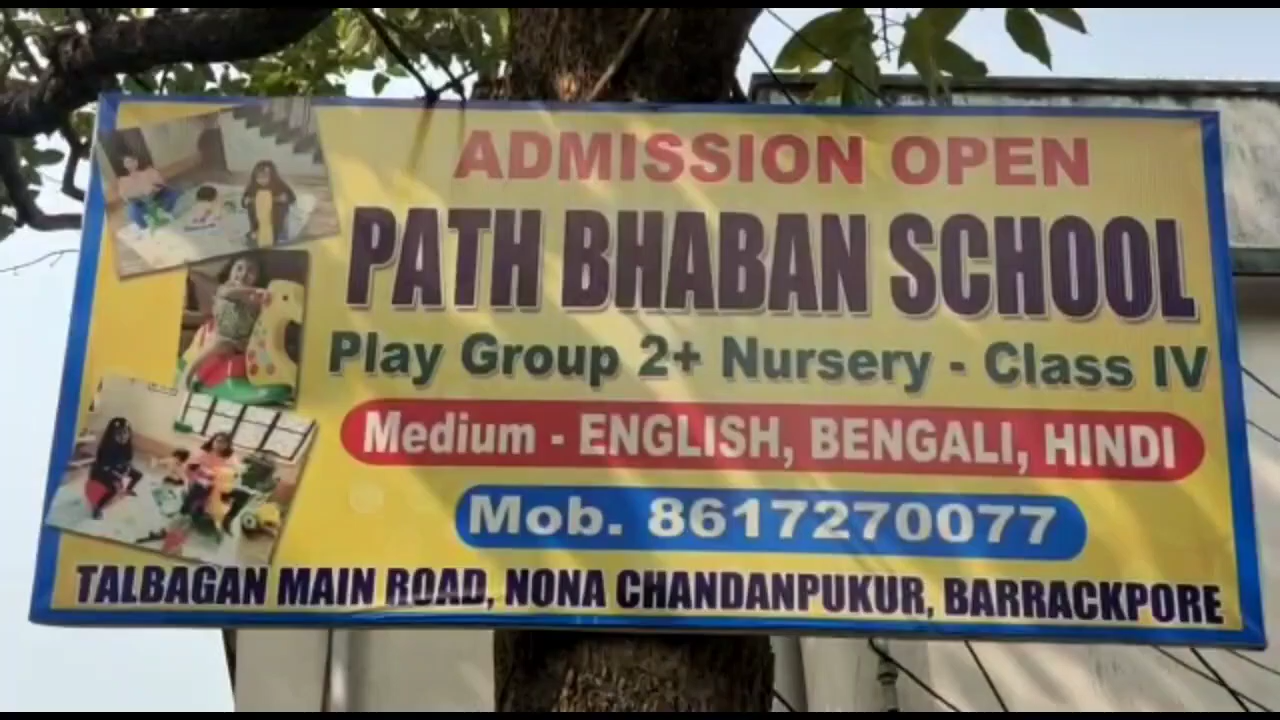 ADMISSION OPEN
PATH BHABAN SCHOOL
Play Group 2+ Nursery - Class IV
Medium - ENGLISH, BENGALI, HINDI
Mob. 8617270077
TALBAGAN MAIN ROAD, NONA CHANDANPUKUR, BARRACKPORE